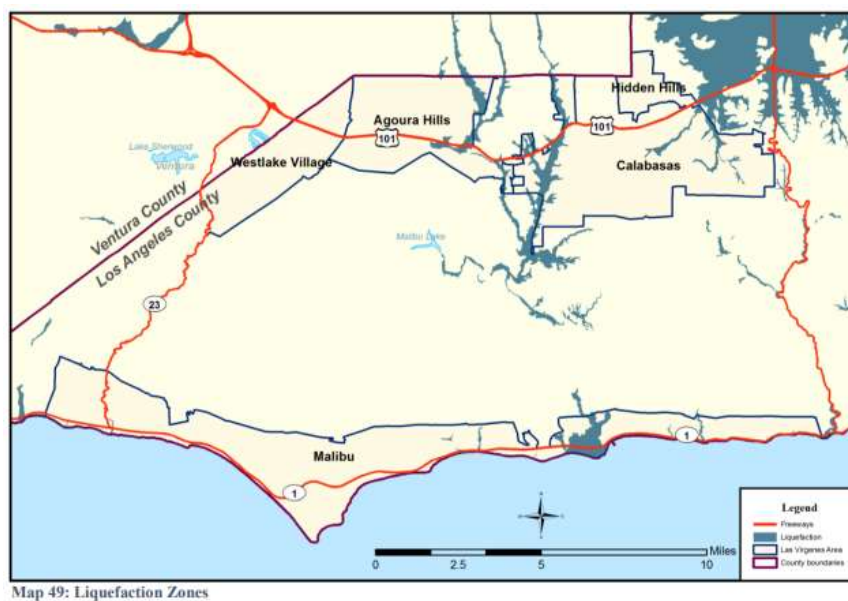 Hidden Hills
Agoura Hills
101
101
Lake Sherwood
Ventura
Westlake Village
Calabasas
Ventura County
Los Angeles County
Malibu Lake
23
Malibu
1
1
Legend
Freeways
Liquefaction
Las Virgenes Area
County boundaries
Miles
0 2.5 5 10
Map 49: Liquefaction Zones